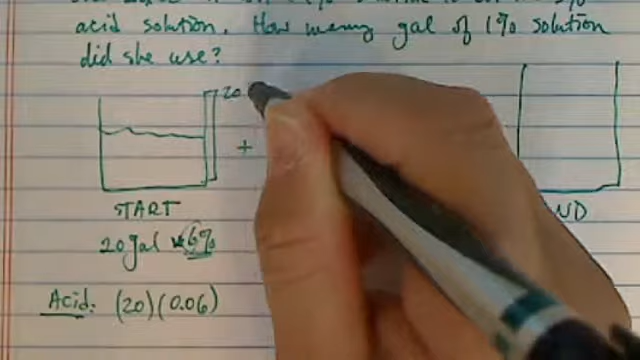 acid solution. How many gal of 1% solution
did she use?
20
+
START
ND
20 gal 6%
Acid: (20)(0.06)